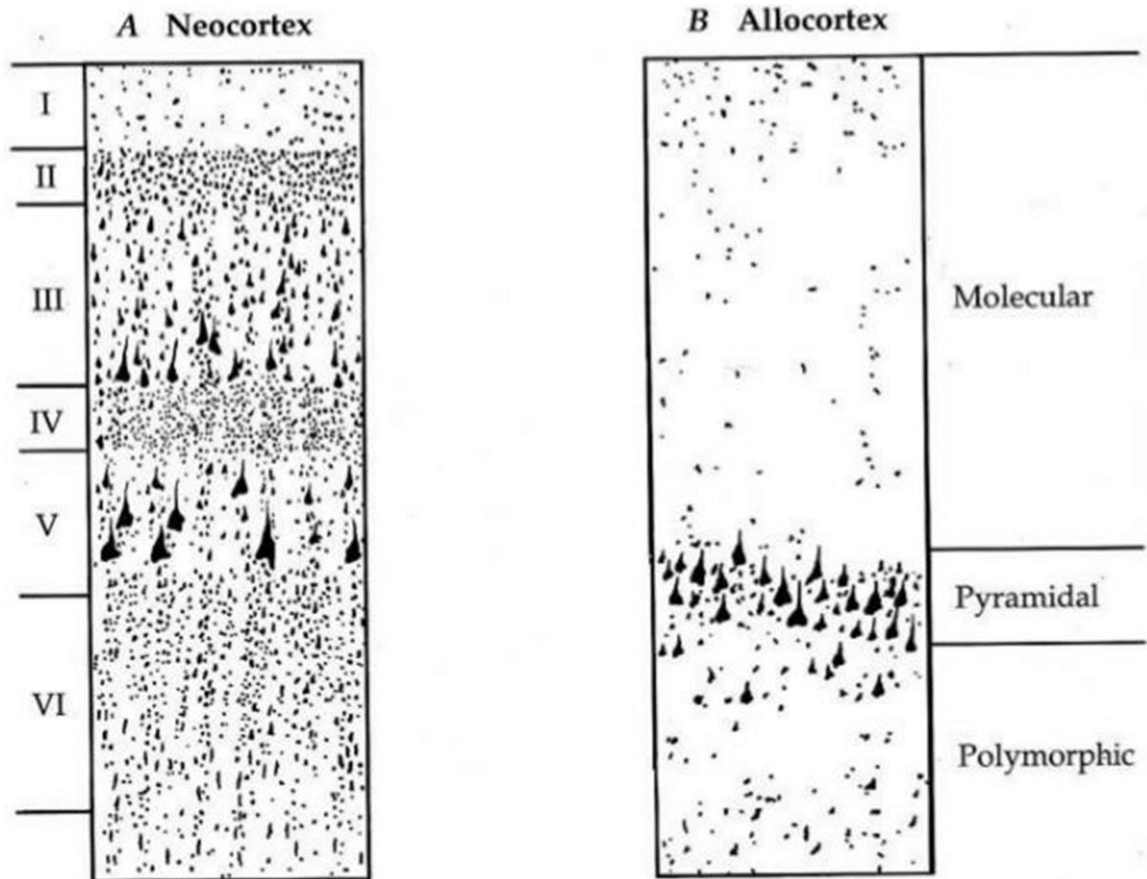 A Neocortex
I
II
III
IV
V
VI
B Allocortex
Molecular
Pyramidal
Polymorphic